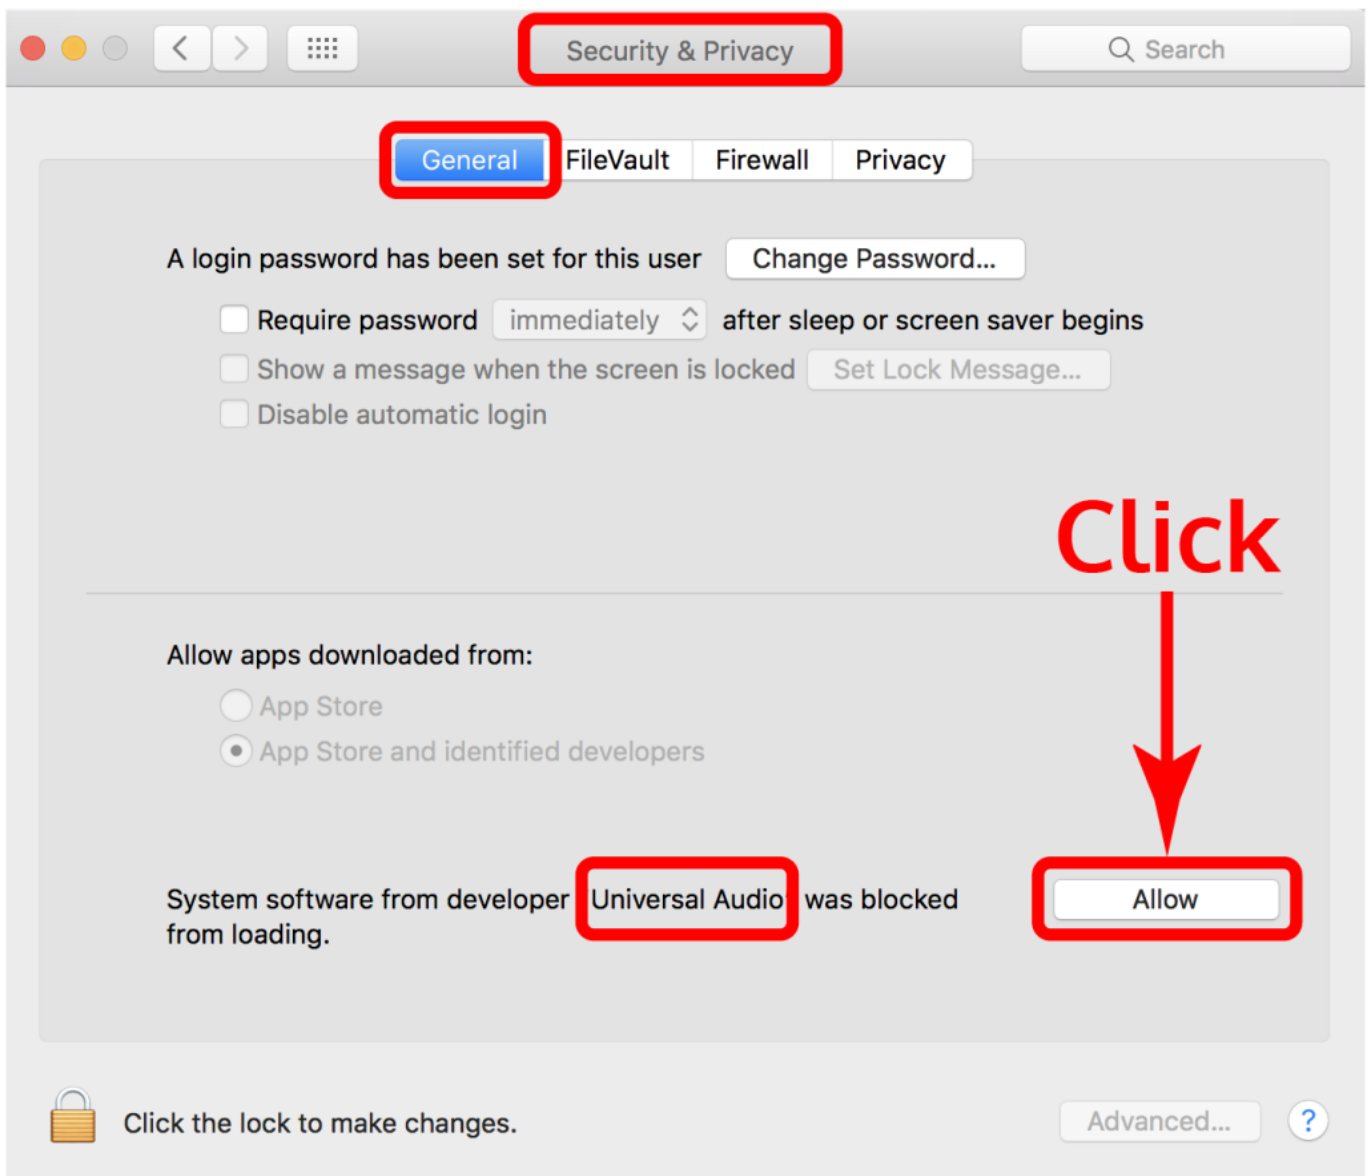 Security & Privacy
Search
General
FileVault
Firewall
Privacy
A login password has been set for this user
Change Password...
Require password immediately after sleep or screen saver begins
Show a message when the screen is locked
Set Lock Message...
Disable automatic login
Click
Allow apps downloaded from:
App Store
App Store and identified developers
System software from developer "Universal Audio" was blocked
from loading.
Allow
Click the lock to make changes.
Advanced...
?